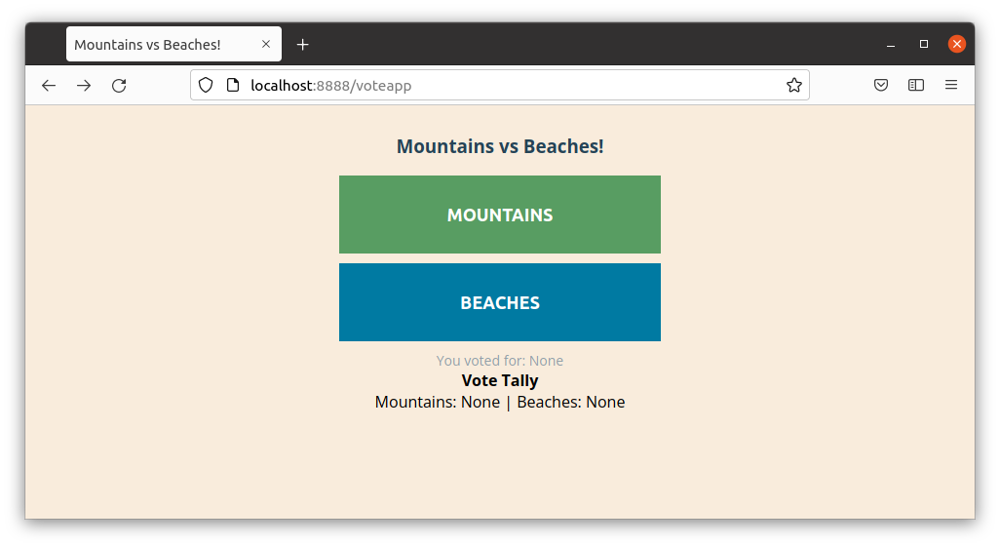 Mountains vs Beaches!
localhost:8888/voteapp
Mountains vs Beaches!
MOUNTAINS
BEACHES
You voted for: None
Vote Tally
Mountains: None | Beaches: None